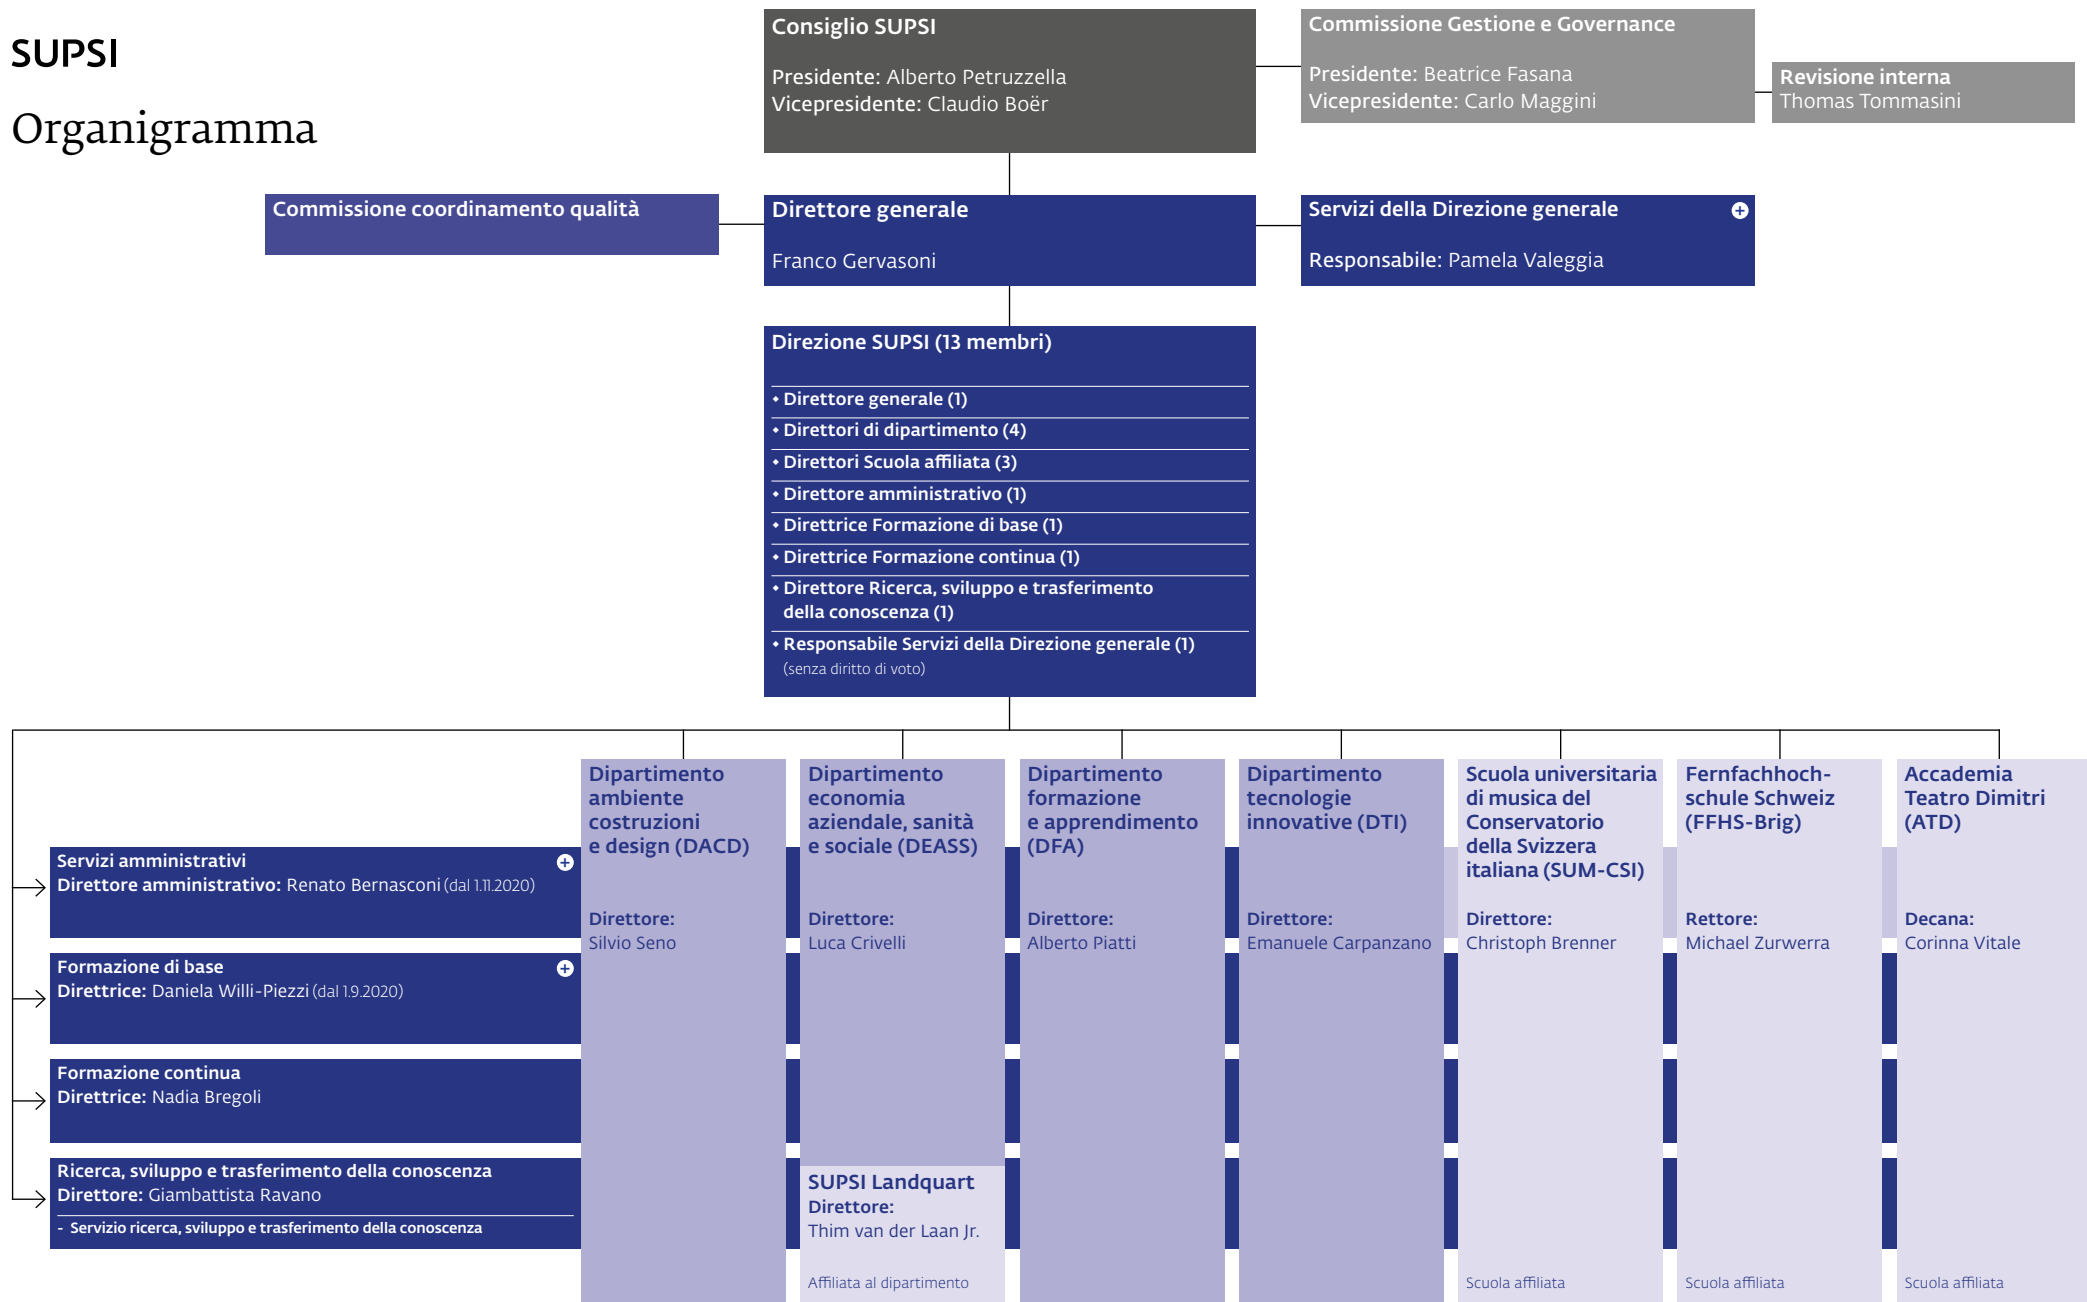 SUPSI
Organigramma
Consiglio SUPSI
Presidente: Alberto Petruzzella
Vicepresidente: Claudio Boër
Commissione Gestione e Governance
Presidente: Beatrice Fasana
Vicepresidente: Carlo Maggini
Revisione interna
Thomas Tommasini
Commissione coordinamento qualità
Direttore generale
Franco Gervasoni
Servizi della Direzione generale
Responsabile: Pamela Valeggia
Direzione SUPSI (13 membri)
• Direttore generale (1)
• Direttori di dipartimento (4)
• Direttori Scuola affiliata (3)
• Direttore amministrativo (1)
• Direttrice Formazione di base (1)
• Direttrice Formazione continua (1)
• Direttore Ricerca, sviluppo e trasferimento
della conoscenza (1)
• Responsabile Servizi della Direzione generale (1)
(senza diritto di voto)
Servizi amministrativi
Direttore amministrativo: Renato Bernasconi (dal 1.11.2020)
Formazione di base
Direttrice: Daniela Willi-Piezzi (dal 1.9.2020)
Formazione continua
Direttrice: Nadia Bregoli
Ricerca, sviluppo e trasferimento della conoscenza
Direttore: Giambattista Ravano
- Servizio ricerca, sviluppo e trasferimento della conoscenza
Dipartimento
ambiente
costruzioni
e design (DACD)
Direttore:
Silvio Seno
Dipartimento
economia
aziendale, sanità
e sociale (DEASS)
Direttore:
Luca Crivelli
SUPSI Landquart
Direttore:
Thim van der Laan Jr.
Affiliata al dipartimento
Dipartimento
formazione
e apprendimento
(DFA)
Direttore:
Alberto Piatti
Dipartimento
tecnologie
innovative (DTI)
Direttore:
Emanuele Carpanzano
Scuola universitaria
di musica del
Conservatorio
della Svizzera
italiana (SUM-CSI)
Direttore:
Christoph Brenner
Scuola affiliata
Fernfachhoch-
schule Schweiz
(FFHS-Brig)
Rettore:
Michael Zurwerra
Scuola affiliata
Accademia
Teatro Dimitri
(ATD)
Decana:
Corinna Vitale
Scuola affiliata